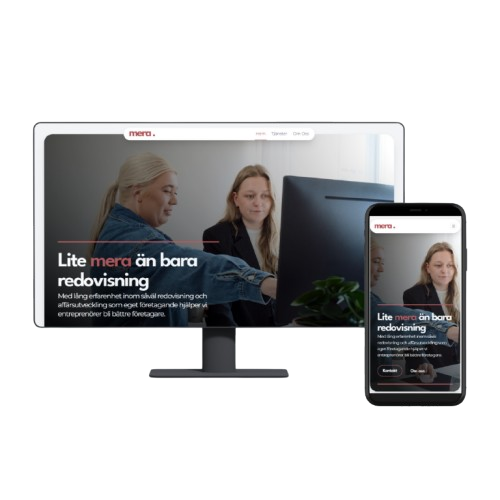 mera.
Hem Tjänster Om Oss
Lite mera än bara
redovisning
Med lång erfarenhet inom såväl redovisning och
affärsutveckling som eget företagande hjälper vi
entreprenörer bli bättre företagare.
mera.
Lite mera än bara
redovisning
Med lång erfarenhet inom såväl
redovisning och affärsutveckling som
eget företagande hjälper vi
entreprenörer bli bättre företagare.
Kontakt Om oss